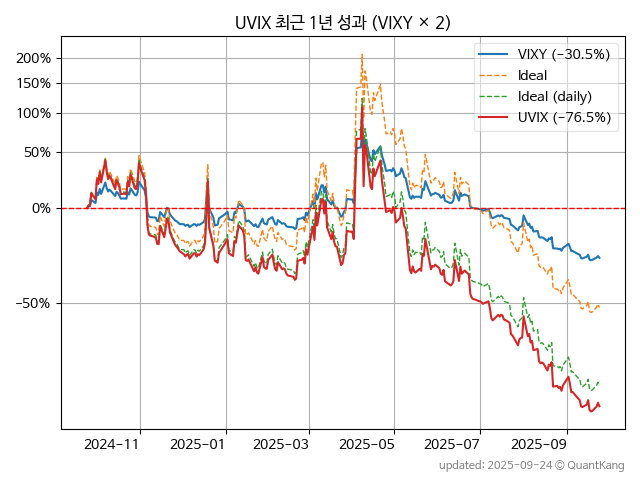 UVIX 최근 1년 성과 (VIXY × 2)
VIXY (−30.5%)
Ideal
Ideal (daily)
UVIX (−76.5%)
200%
150%
100%
50%
0%
−50%
2024-11 2025-01 2025-03 2025-05 2025-07 2025-09
updated: 2025-09-24 © QuantKang